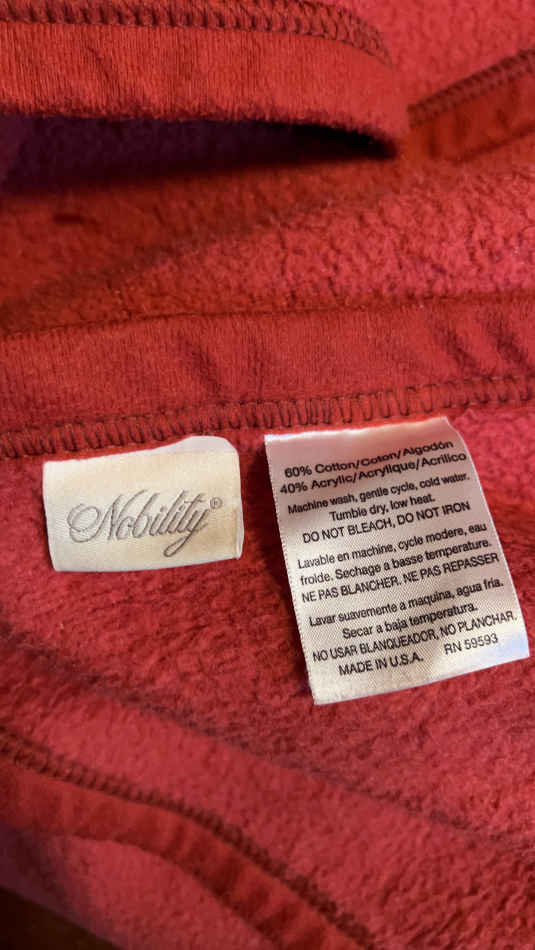 Nobility®
60% Cotton/Coton/Algodón
40% Acrylic/Acrylique/Acrílico
Machine wash, gentle cycle, cold water.
Tumble dry, low heat.
DO NOT BLEACH, DO NOT IRON
Lavable en machine, cycle modere, eau
froide. Sechage a basse temperature.
NE PAS BLANCHER, NE PAS REPASSER
Lavar suavemente a maquina, agua fria.
Secar a baja temperatura.
NO USAR BLANQUEADOR, NO PLANCHAR.
MADE IN U.S.A. RN 59593